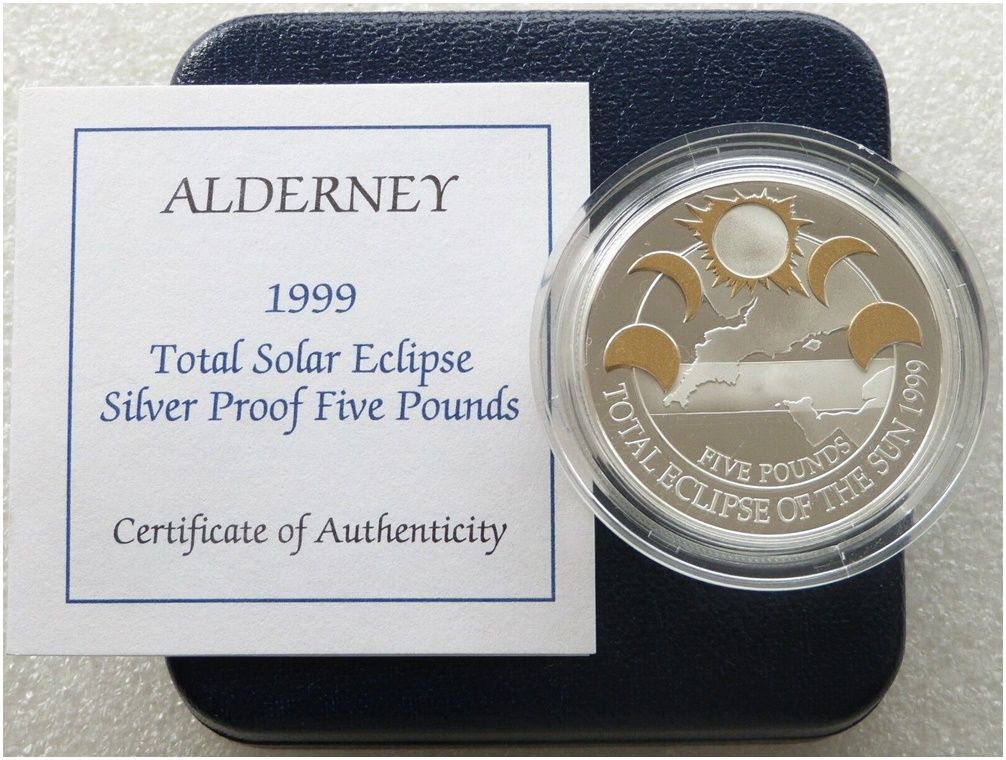 ALDERNEY
1999
Total Solar Eclipse
Silver Proof Five Pounds
Certificate of Authenticity
FIVE POUNDS
TOTAL ECLIPSE OF THE SUN 1999